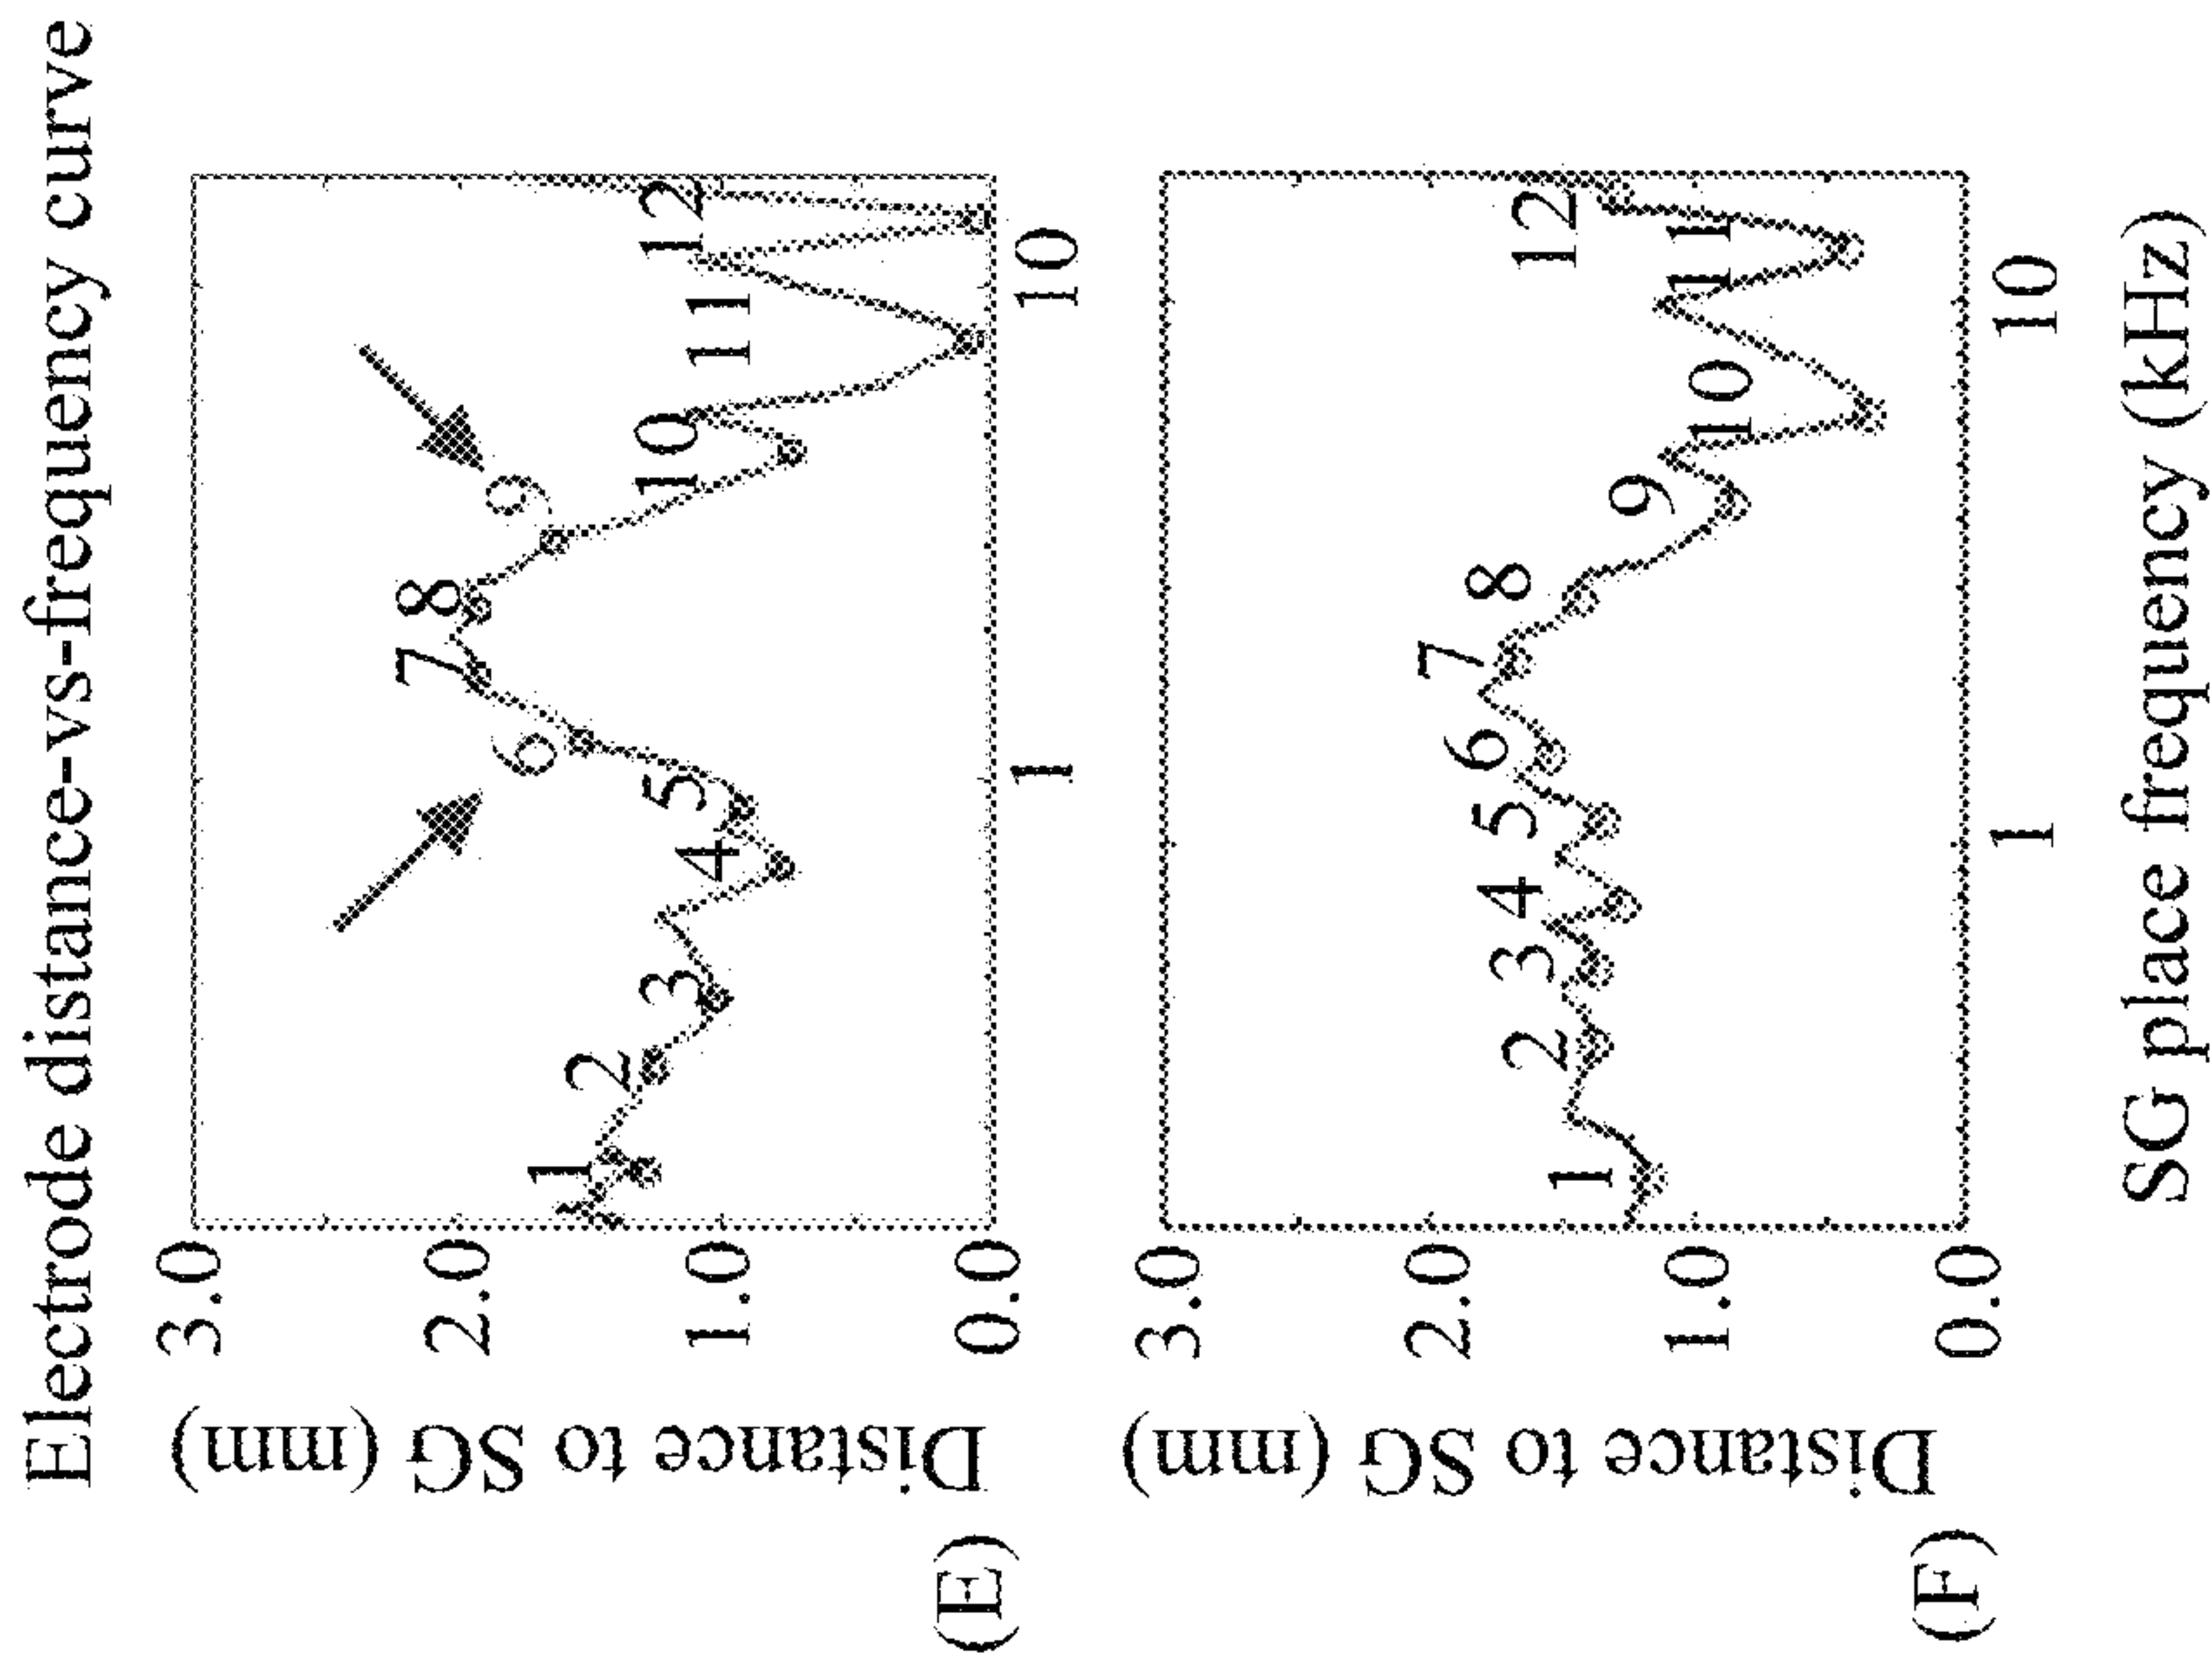 Electrode distance-vs-frequency curve
(E)
Distance to SG (mm)
3.0
2.0
1.0
0.0
1 2 3 4 5 6 7 8 9 10 11 12
1 10
(F)
Distance to SG (mm)
3.0
2.0
1.0
0.0
1 2 3 4 5 6 7 8 9 10 11 12
1 10
SG place frequency (kHz)